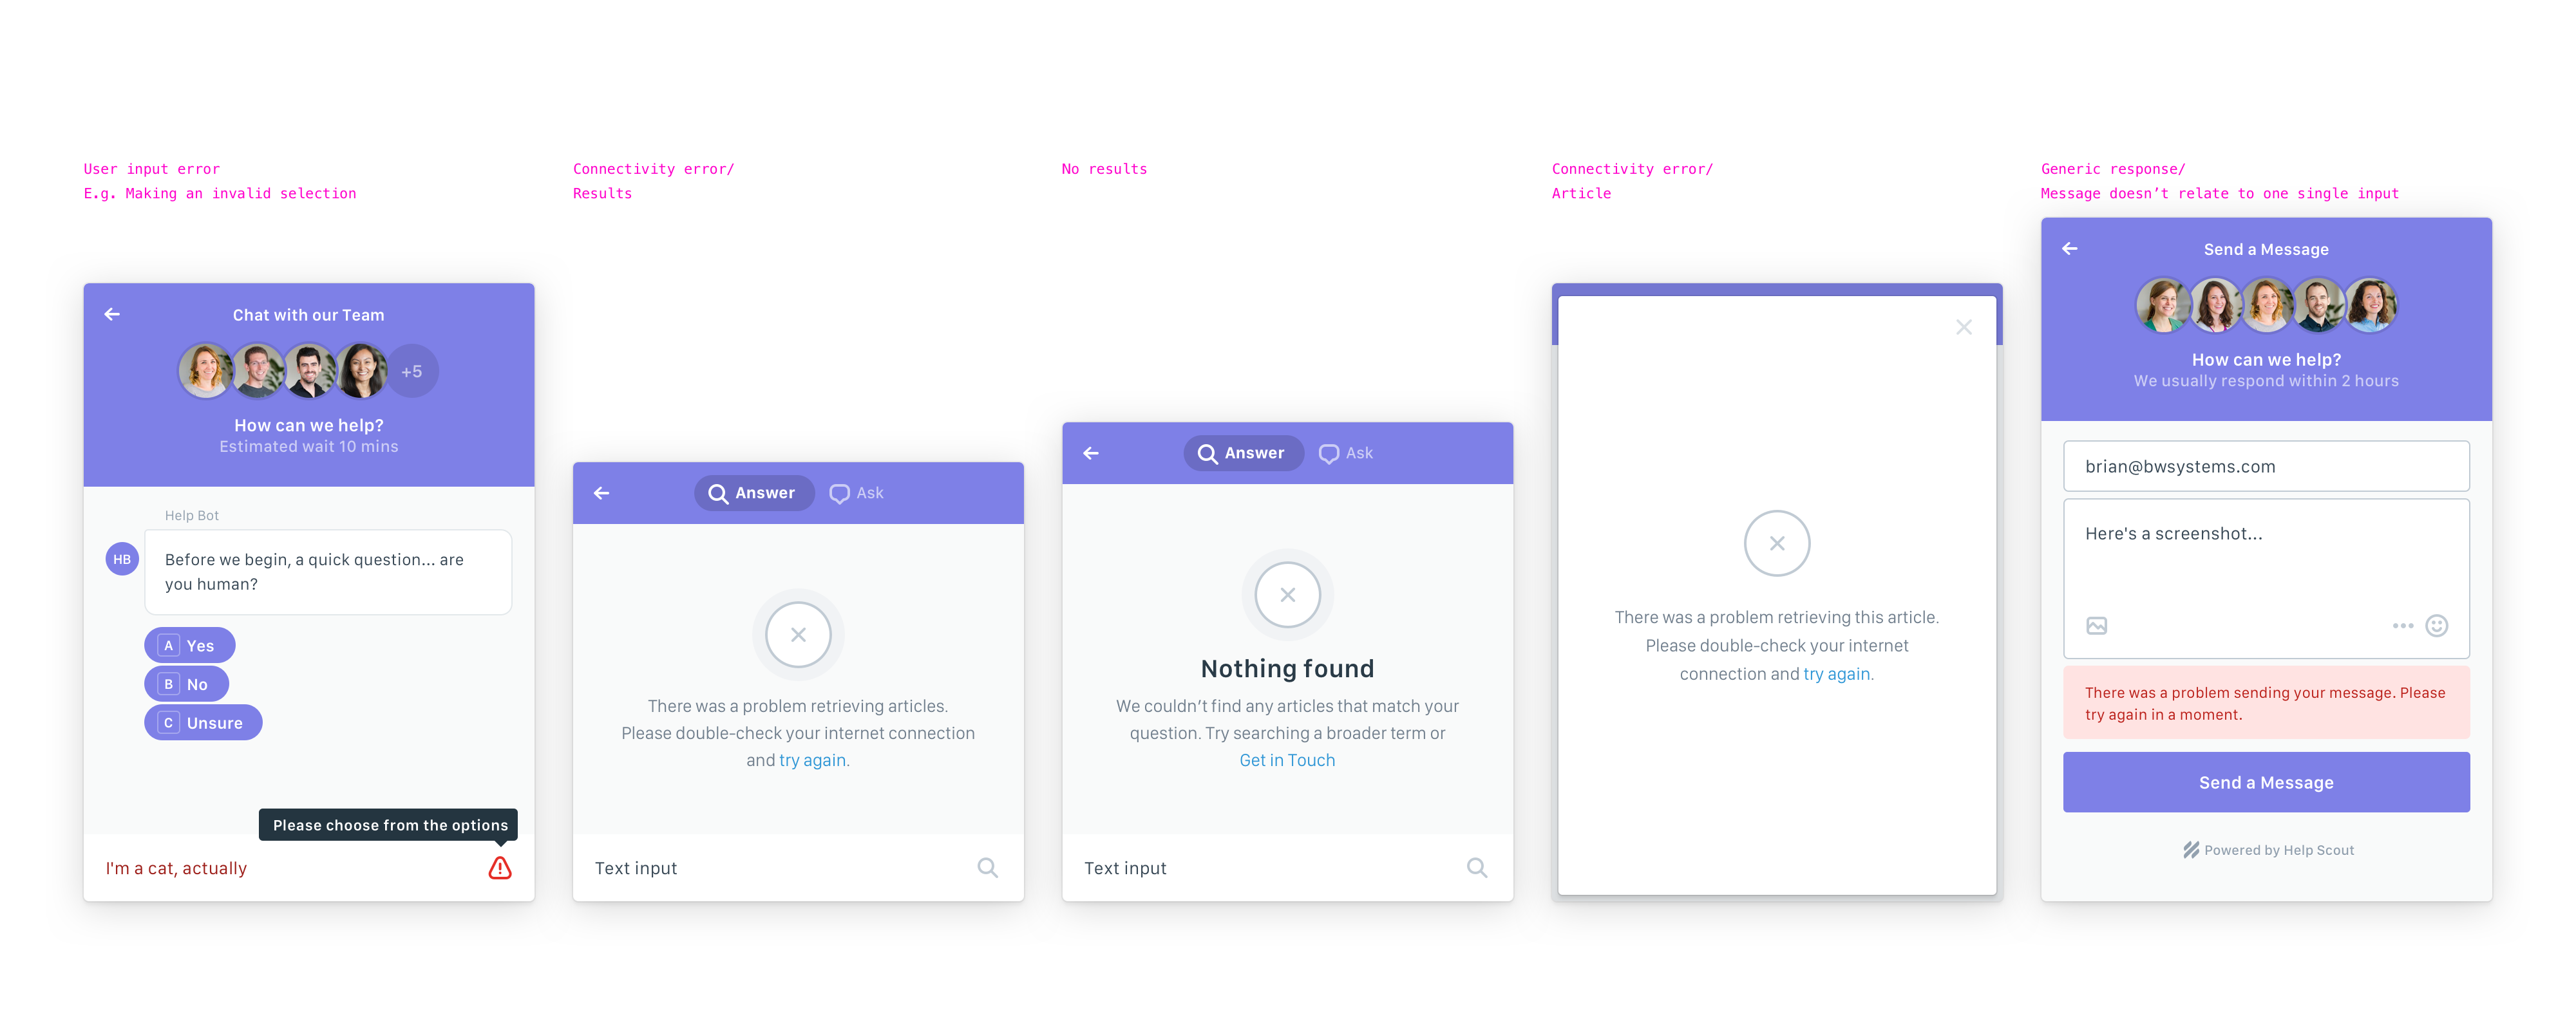 User input error
E.g. Making an invalid selection
Chat with our Team
+5
How can we help?
Estimated wait 10 mins
Help Bot
HB
Before we begin, a quick question... are
you human?
A Yes
B No
C Unsure
Please choose from the options
I'm a cat, actually
Connectivity error/
Results
Answer
Ask
There was a problem retrieving articles.
Please double-check your internet connection
and try again.
Text input
No results
Answer
Ask
Nothing found
We couldn’t find any articles that match your
question. Try searching a broader term or
Get in Touch
Text input
Connectivity error/
Article
There was a problem retrieving this article.
Please double-check your internet
connection and try again.
Generic response/
Message doesn’t relate to one single input
Send a Message
How can we help?
We usually respond within 2 hours
brian@bwsystems.com
Here's a screenshot...
There was a problem sending your message. Please
try again in a moment.
Send a Message
Powered by Help Scout